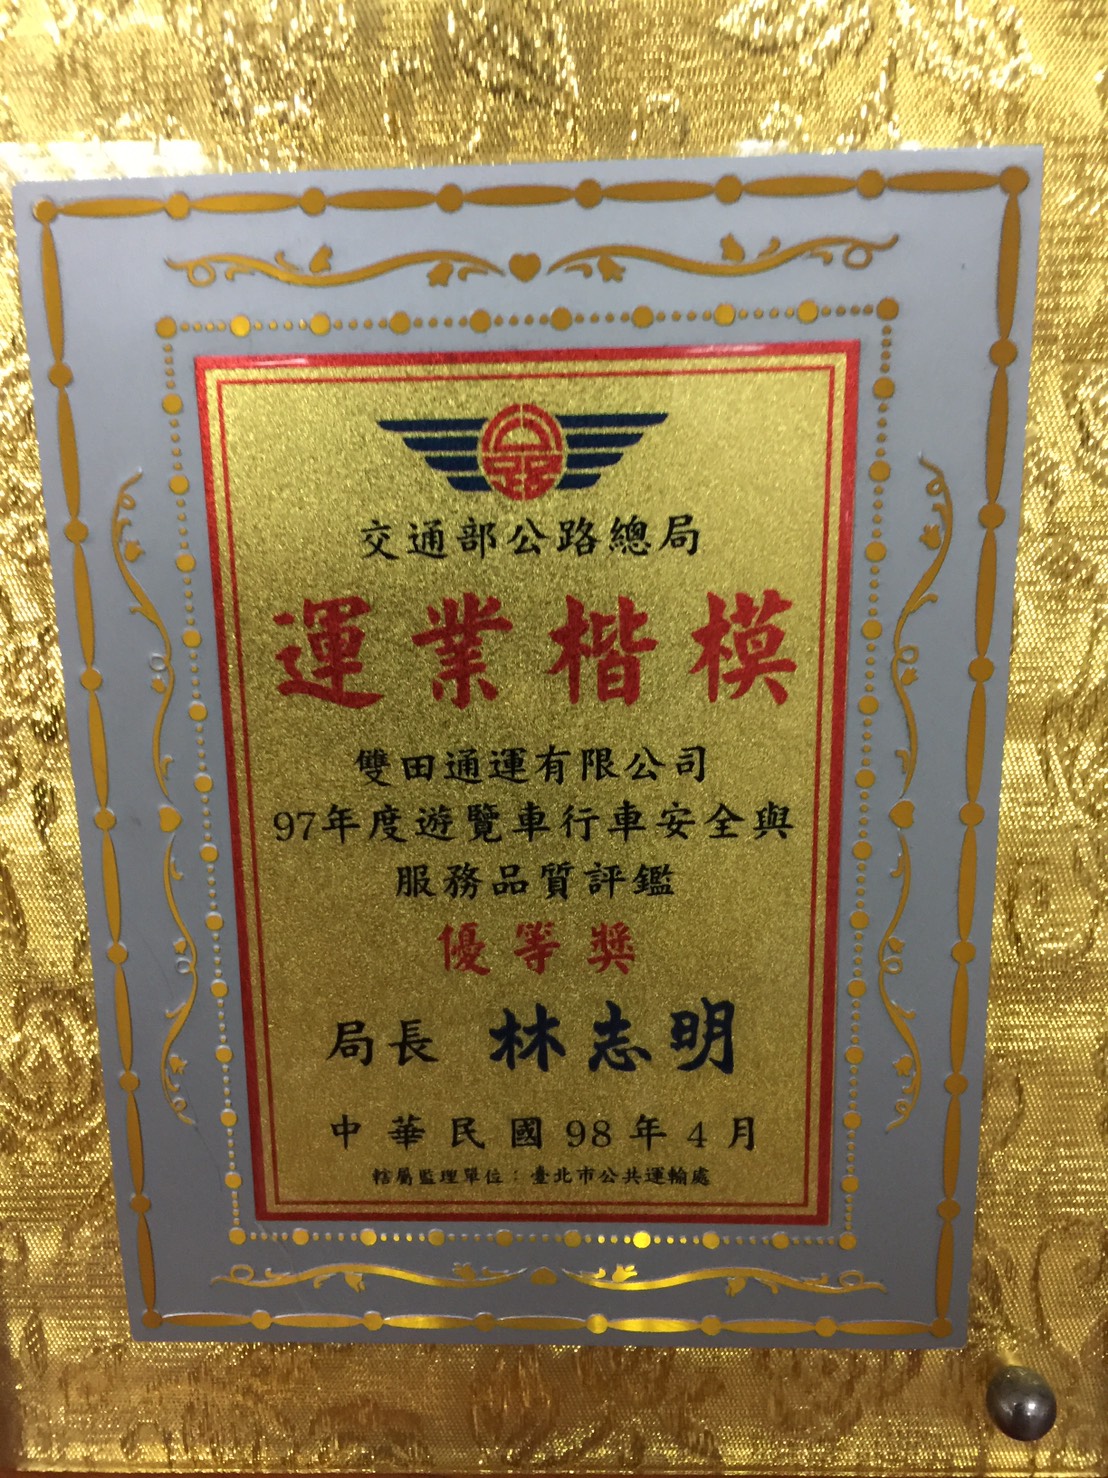 交通部公路總局
運業楷模
雙田通運有限公司
97年度遊覽車行車安全與
服務品質評鑑
優等獎
局長 林志明
中華民國98年4月
轄屬監理單位：臺北市公共運輸處